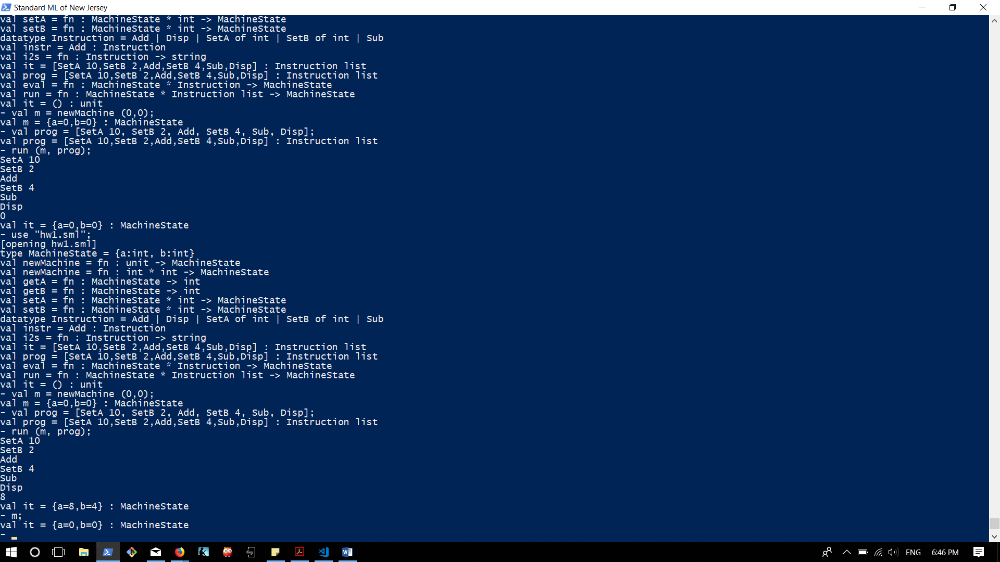 Standard ML of New Jersey
val setA = fn : MachineState * int -> MachineState
val setB = fn : MachineState * int -> MachineState
datatype Instruction = Add | Disp | SetA of int | SetB of int | Sub
val instr = Add : Instruction
val i2s = fn : Instruction -> string
val it = [SetA 10,SetB 2,Add,SetB 4,Sub,Disp] : Instruction list
val prog = [SetA 10,SetB 2,Add,SetB 4,Sub,Disp] : Instruction list
val eval = fn : MachineState * Instruction -> MachineState
val run = fn : MachineState * Instruction list -> MachineState
val it = () : unit
- val m = newMachine (0,0);
val m = {a=0,b=0} : MachineState
- val prog = [SetA 10, SetB 2, Add, SetB 4, Sub, Disp];
val prog = [SetA 10,SetB 2,Add,SetB 4,Sub,Disp] : Instruction list
- run (m, prog);
SetA 10
SetB 2
Add
SetB 4
Sub
Disp
0
val it = {a=0,b=0} : MachineState
- use "hw1.sml";
[opening hw1.sml]
type MachineState = {a:int, b:int}
val newMachine = fn : unit -> MachineState
val newMachine = fn : int * int -> MachineState
val getA = fn : MachineState -> int
val getB = fn : MachineState -> int
val setA = fn : MachineState * int -> MachineState
val setB = fn : MachineState * int -> MachineState
datatype Instruction = Add | Disp | SetA of int | SetB of int | Sub
val instr = Add : Instruction
val i2s = fn : Instruction -> string
val it = [SetA 10,SetB 2,Add,SetB 4,Sub,Disp] : Instruction list
val prog = [SetA 10,SetB 2,Add,SetB 4,Sub,Disp] : Instruction list
val eval = fn : MachineState * Instruction -> MachineState
val run = fn : MachineState * Instruction list -> MachineState
val it = () : unit
- val m = newMachine (0,0);
val m = {a=0,b=0} : MachineState
- val prog = [SetA 10, SetB 2, Add, SetB 4, Sub, Disp];
val prog = [SetA 10,SetB 2,Add,SetB 4,Sub,Disp] : Instruction list
- run (m, prog);
SetA 10
SetB 2
Add
SetB 4
Sub
Disp
8
val it = {a=8,b=4} : MachineState
- m;
val it = {a=0,b=0} : MachineState
-
ENG 6:46 PM